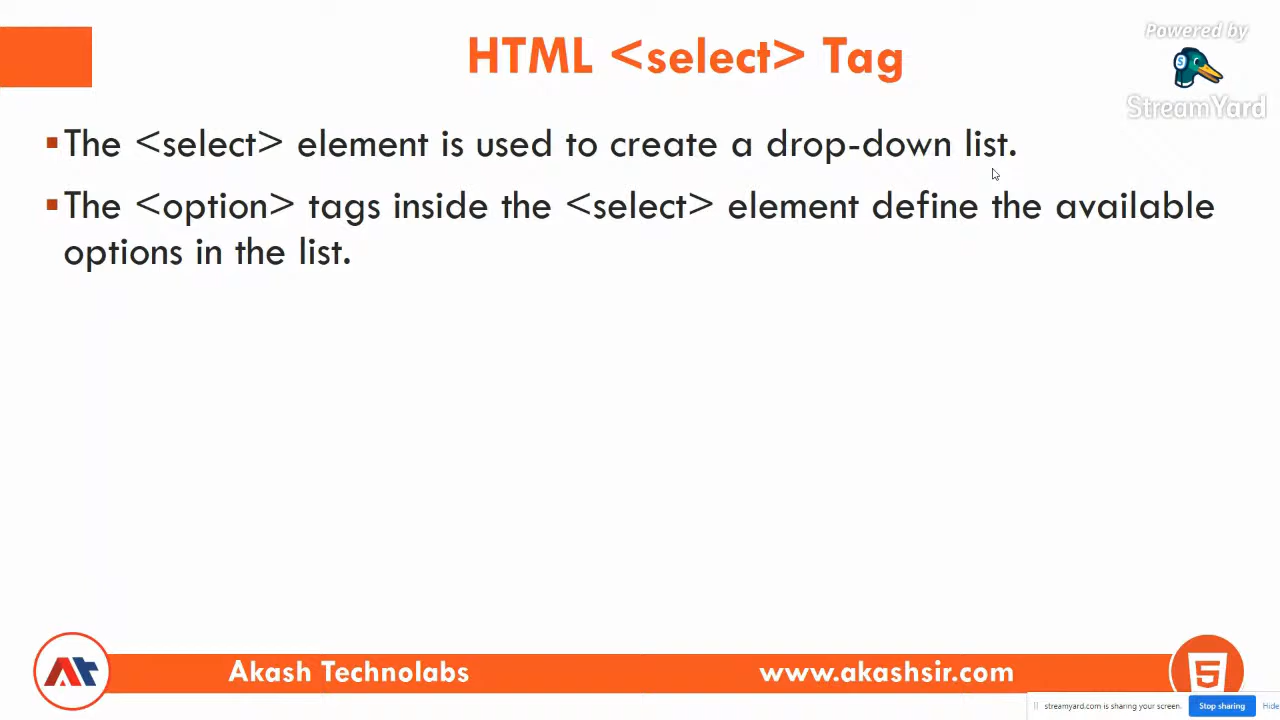 HTML <select> Tag
Powered by
StreamYard
▪The <select> element is used to create a drop-down list.
▪The <option> tags inside the <select> element define the available
options in the list.
Akash Technolabs
www.akashsir.com
streamyard.com is sharing your screen.
Stop sharing
Hide